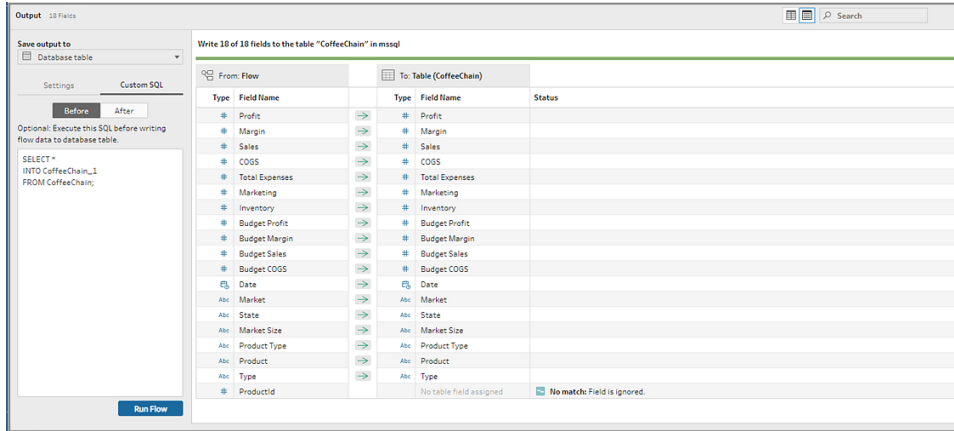 Output 18 Fields
Search
Save output to
Database table
Settings Custom SQL
Before After
Optional: Execute this SQL before writing
flow data to database table.
SELECT *
INTO CoffeeChain_1
FROM CoffeeChain;
Run Flow
Write 18 of 18 fields to the table "CoffeeChain" in mssql
From: Flow To: Table (CoffeeChain)
Type Field Name Type Field Name Status
# Profit # Profit
# Margin # Margin
# Sales # Sales
# COGS # COGS
# Total Expenses # Total Expenses
# Marketing # Marketing
# Inventory # Inventory
# Budget Profit # Budget Profit
# Budget Margin # Budget Margin
# Budget Sales # Budget Sales
# Budget COGS # Budget COGS
Date Date
Abc Market Abc Market
Abc State Abc State
Abc Market Size Abc Market Size
Abc Product Type Abc Product Type
Abc Product Abc Product
Abc Type Abc Type
# ProductId No table field assigned No match: Field is ignored.